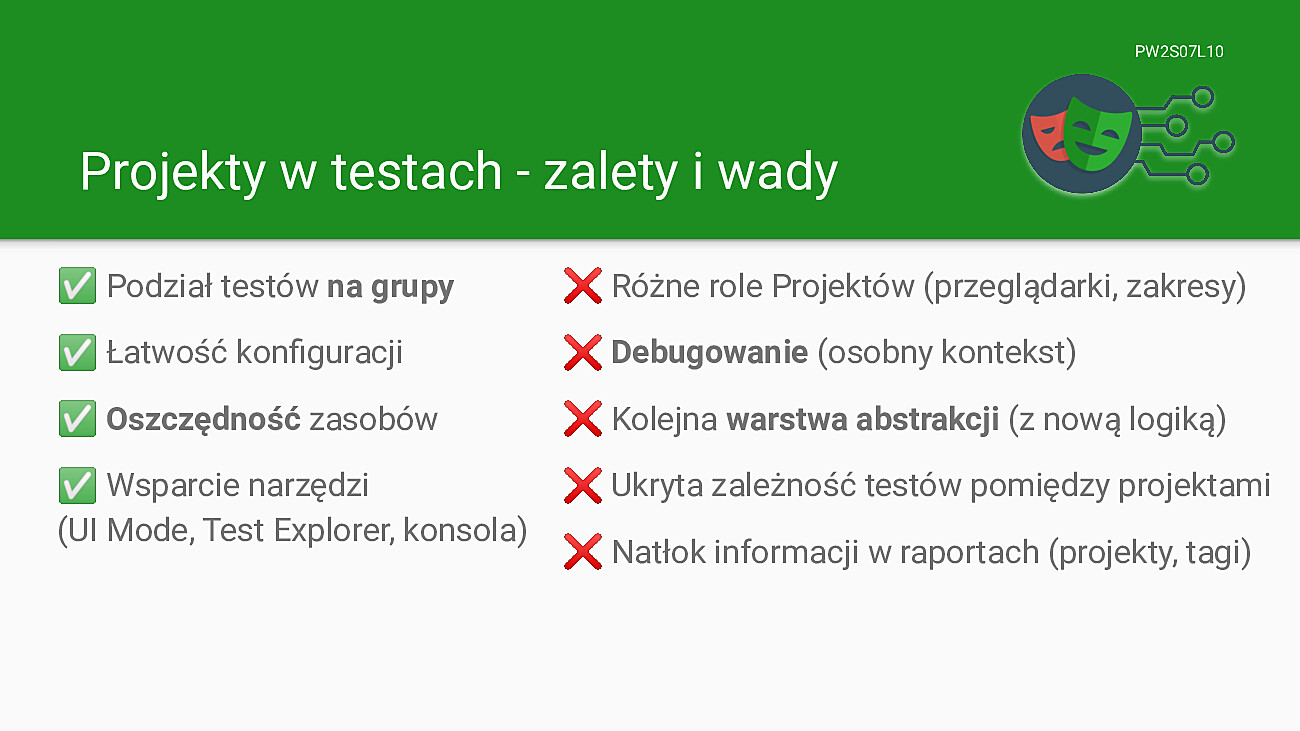 PW2S07L10
Projekty w testach - zalety i wady
✅ Podział testów na grupy
✅ Łatwość konfiguracji
✅ Oszczędność zasobów
✅ Wsparcie narzędzi
(UI Mode, Test Explorer, konsola)
❌ Różne role Projektów (przeglądarki, zakresy)
❌ Debugowanie (osobny kontekst)
❌ Kolejna warstwa abstrakcji (z nową logiką)
❌ Ukryta zależność testów pomiędzy projektami
❌ Natłok informacji w raportach (projekty, tagi)